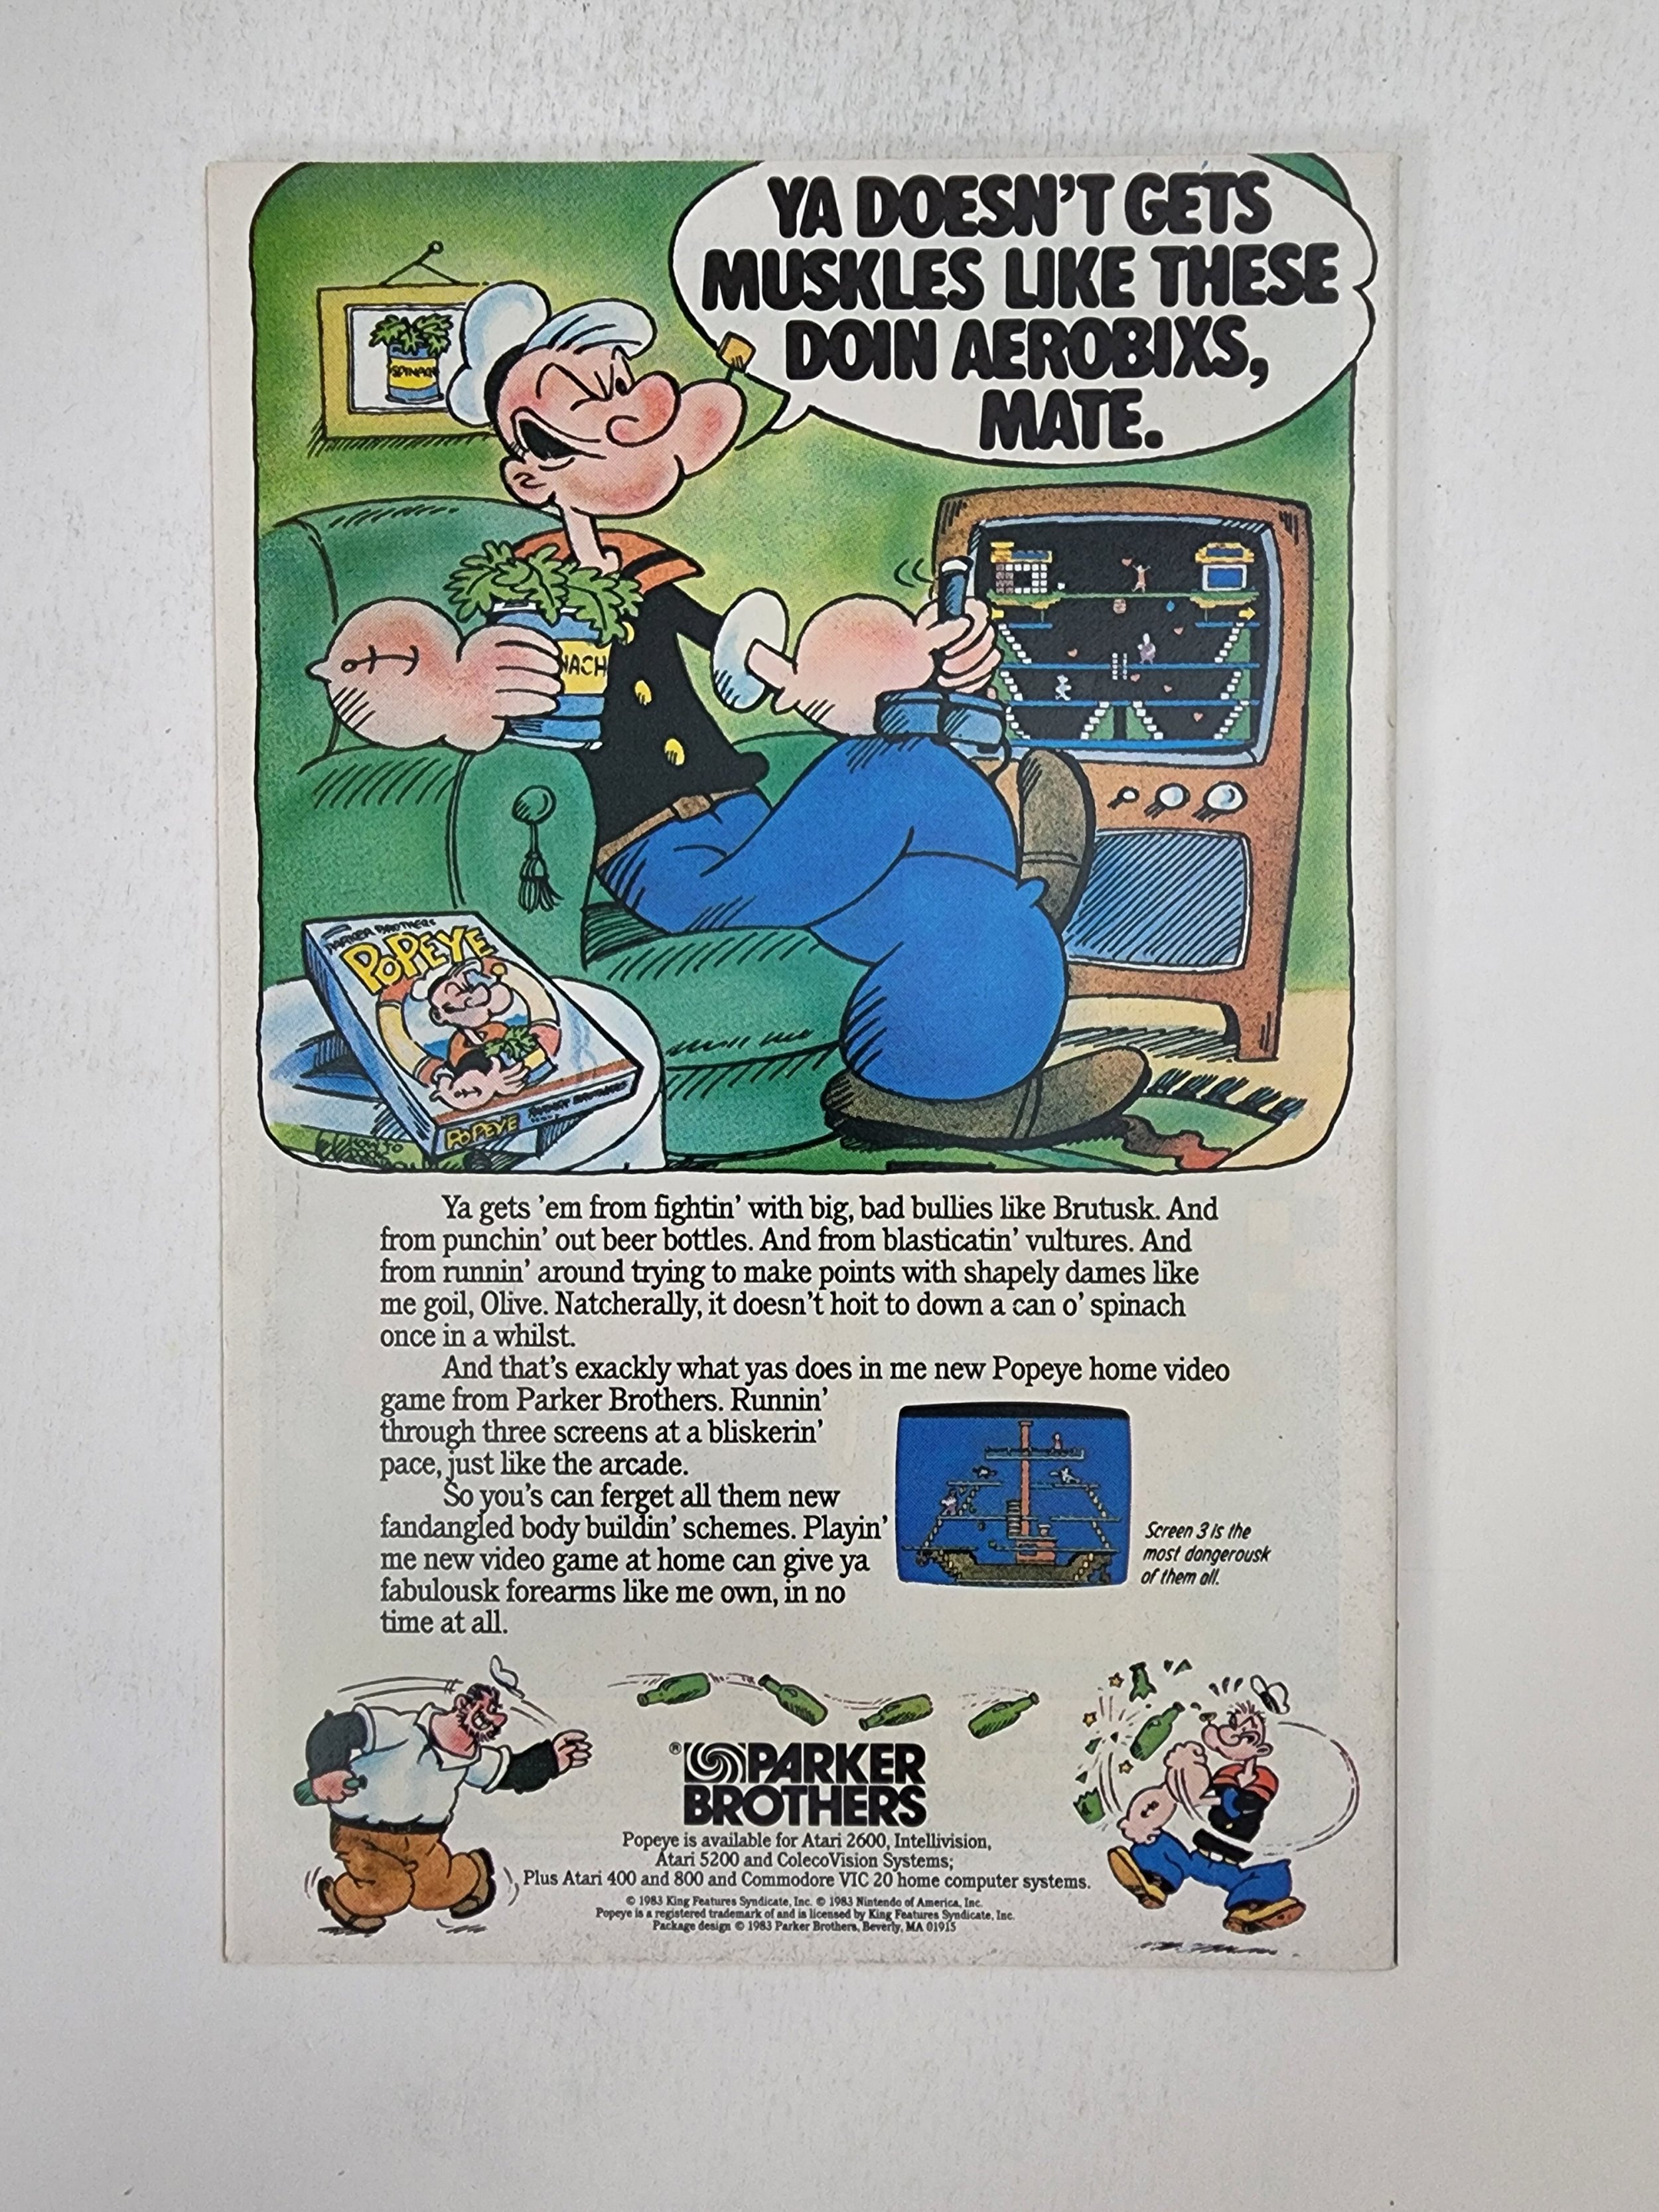 YA DOESN'T GETS
MUSKLES LIKE THESE
DOIN AEROBIXS,
MATE.
SPINACH
NACH
PARKER BROTHERS
POPEYE
POPEYE PARKER BROTHERS
HOW TO
Ya gets 'em from fightin' with big, bad bullies like Brutusk. And
from punchin' out beer bottles. And from blasticatin' vultures. And
from runnin' around trying to make points with shapely dames like
me goil, Olive. Natcherally, it doesn't hoit to down a can o' spinach
once in a whilst.
And that's exackly what yas does in me new Popeye home video
game from Parker Brothers. Runnin'
through three screens at a bliskerin'
pace, just like the arcade.
So you's can ferget all them new
fandangled body buildin' schemes. Playin'
me new video game at home can give ya
fabulousk forearms like me own, in no
time at all.
Screen 3 is the
most dangerousk
of them all.
® PARKER
BROTHERS
Popeye is available for Atari 2600, Intellivision,
Atari 5200 and ColecoVision Systems;
Plus Atari 400 and 800 and Commodore VIC 20 home computer systems.
© 1983 King Features Syndicate, Inc. © 1983 Nintendo of America, Inc.
Popeye is a registered trademark of and is licensed by King Features Syndicate, Inc.
Package design © 1983 Parker Brothers, Beverly, MA 01915